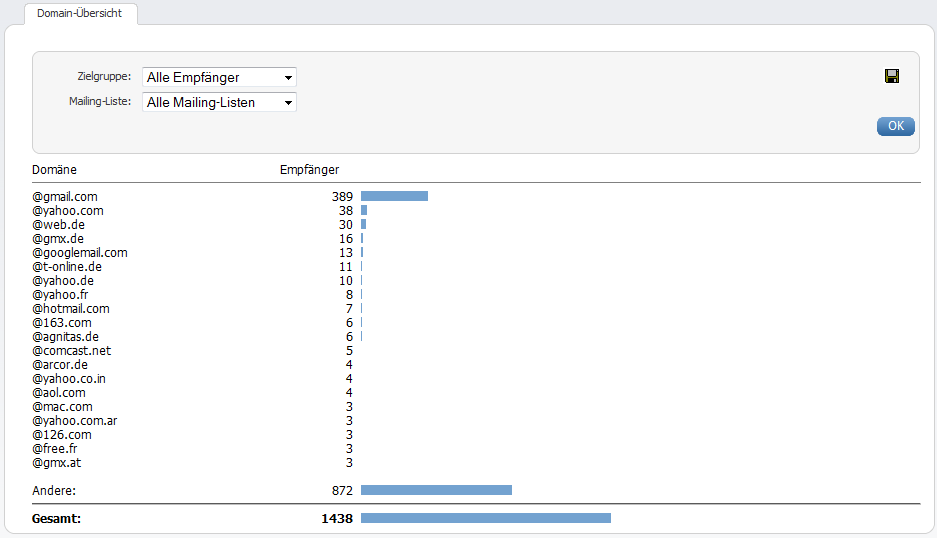 Domain-Übersicht
Zielgruppe: Alle Empfänger
Mailing-Liste: Alle Mailing-Listen
OK
Domäne Empfänger
@gmail.com 389
@yahoo.com 38
@web.de 30
@gmx.de 16
@googlemail.com 13
@t-online.de 11
@yahoo.de 10
@yahoo.fr 8
@hotmail.com 7
@163.com 6
@agnitas.de 6
@comcast.net 5
@arcor.de 4
@yahoo.co.in 4
@aol.com 4
@mac.com 3
@yahoo.com.ar 3
@126.com 3
@free.fr 3
@gmx.at 3
Andere: 872
Gesamt: 1438